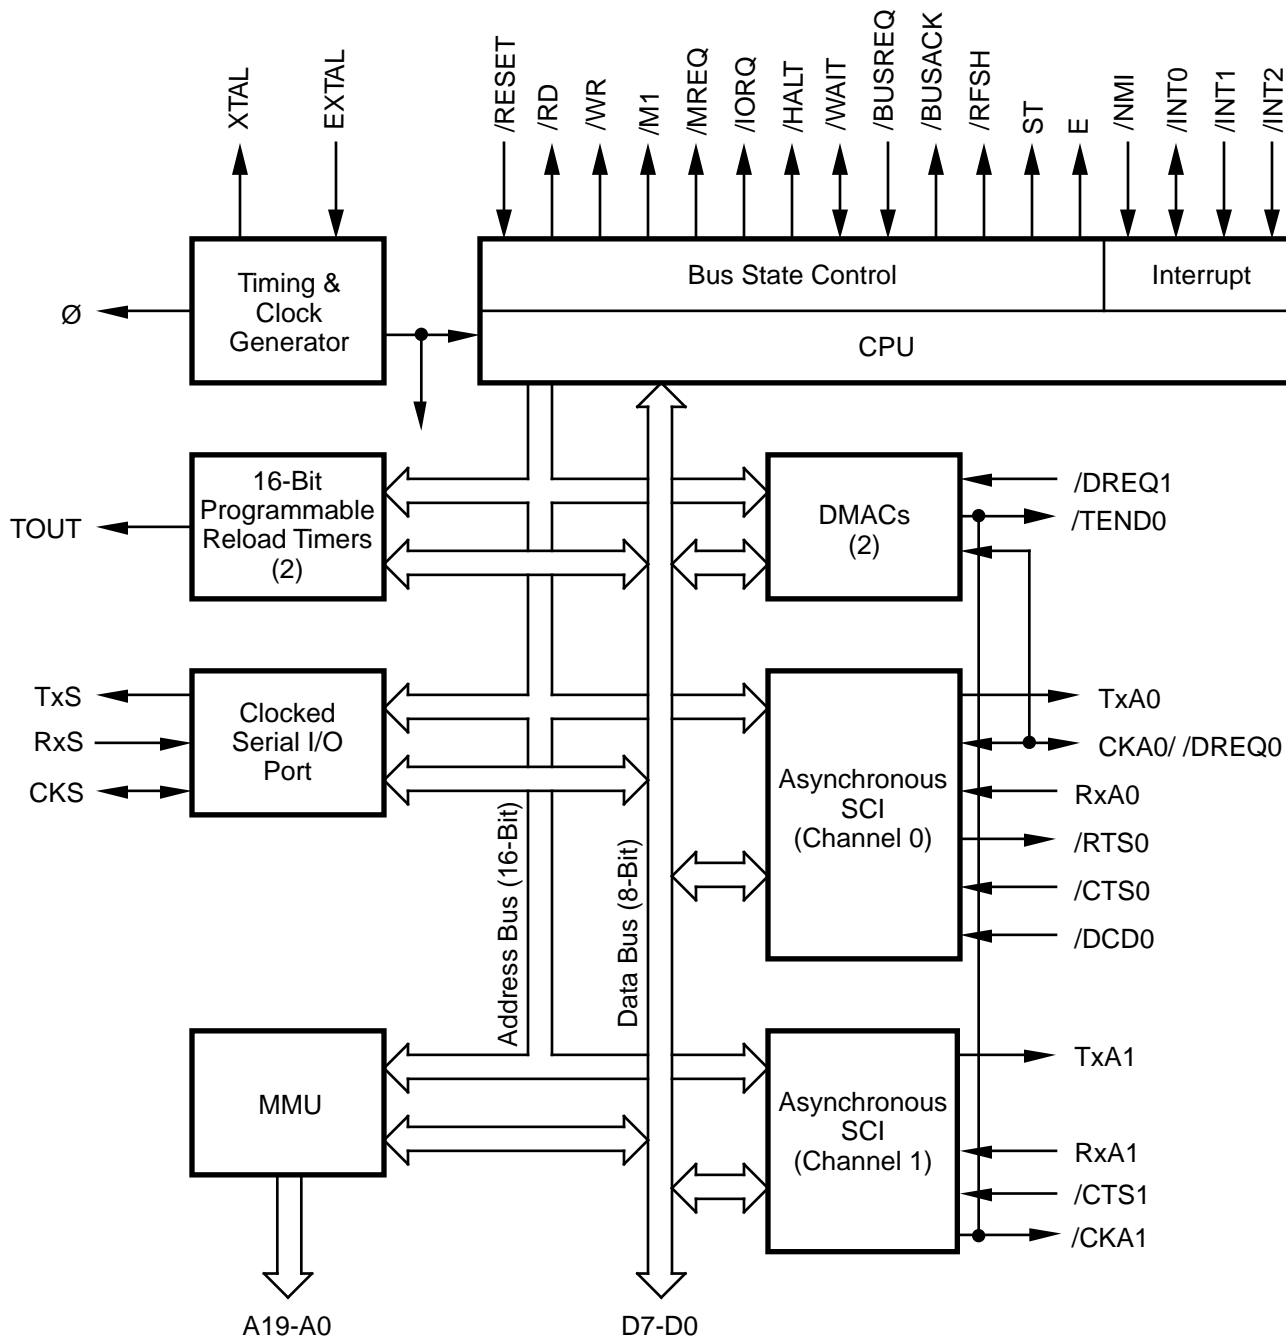 XTAL
EXTAL
/RESET
/RD
/WR
/M1
/MREQ
/IORQ
/HALT
/WAIT
/BUSREQ
/BUSACK
/RFSH
ST
E
/NMI
/INT0
/INT1
/INT2
Timing &
Clock
Generator
Bus State Control
Interrupt
CPU
Ø
16-Bit
Programmable
Reload Timers
(2)
TOUT
DMACs
(2)
/DREQ1
/TEND0
TxS
RxS
CKS
Clocked
Serial I/O
Port
Address Bus (16-Bit)
Data Bus (8-Bit)
Asynchronous
SCI
(Channel 0)
TxA0
CKA0/ /DREQ0
RxA0
/RTS0
/CTS0
/DCD0
MMU
Asynchronous
SCI
(Channel 1)
TxA1
RxA1
/CTS1
/CKA1
A19-A0
D7-D0